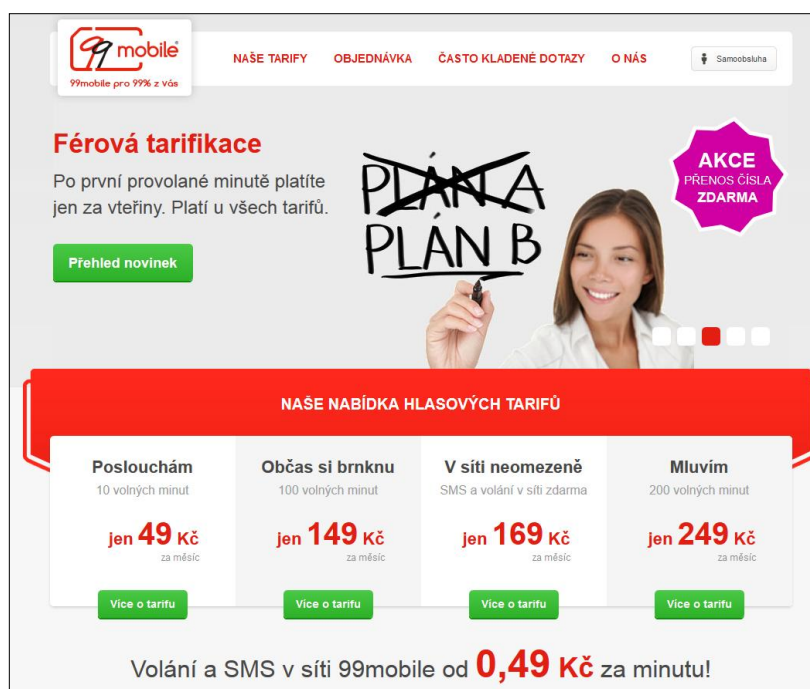 99 mobile
99mobile pro 99% z vás
NAŠE TARIFY
OBJEDNÁVKA
ČASTO KLADENÉ DOTAZY
O NÁS
Samoobsluha
Férová tarifikace
Po první provolané minutě platíte
jen za vteřiny. Platí u všech tarifů.
Přehled novinek
PLÁN A
PLÁN B
AKCE
PŘENOS ČÍSLA
ZDARMA
NAŠE NABÍDKA HLASOVÝCH TARIFŮ
Poslouchám
10 volných minut
jen 49 Kč
za měsíc
Více o tarifu
Občas si brnknu
100 volných minut
jen 149 Kč
za měsíc
Více o tarifu
V síti neomezeně
SMS a volání v síti zdarma
jen 169 Kč
za měsíc
Více o tarifu
Mluvím
200 volných minut
jen 249 Kč
za měsíc
Více o tarifu
Volání a SMS v síti 99mobile od 0,49 Kč za minutu!